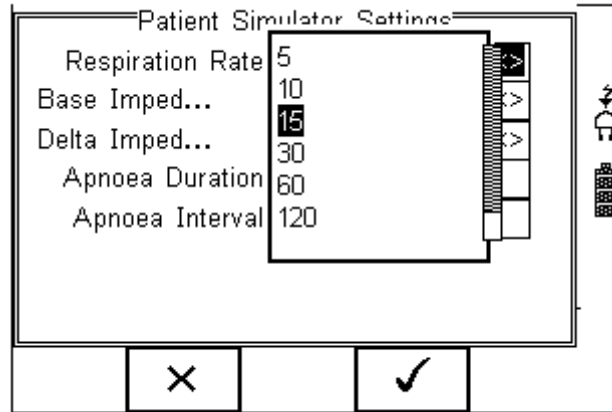 Patient Simulator Settings
Respiration Rate
5
10
15
30
60
120
Base Imped...
Delta Imped...
Apnoea Duration
Apnoea Interval